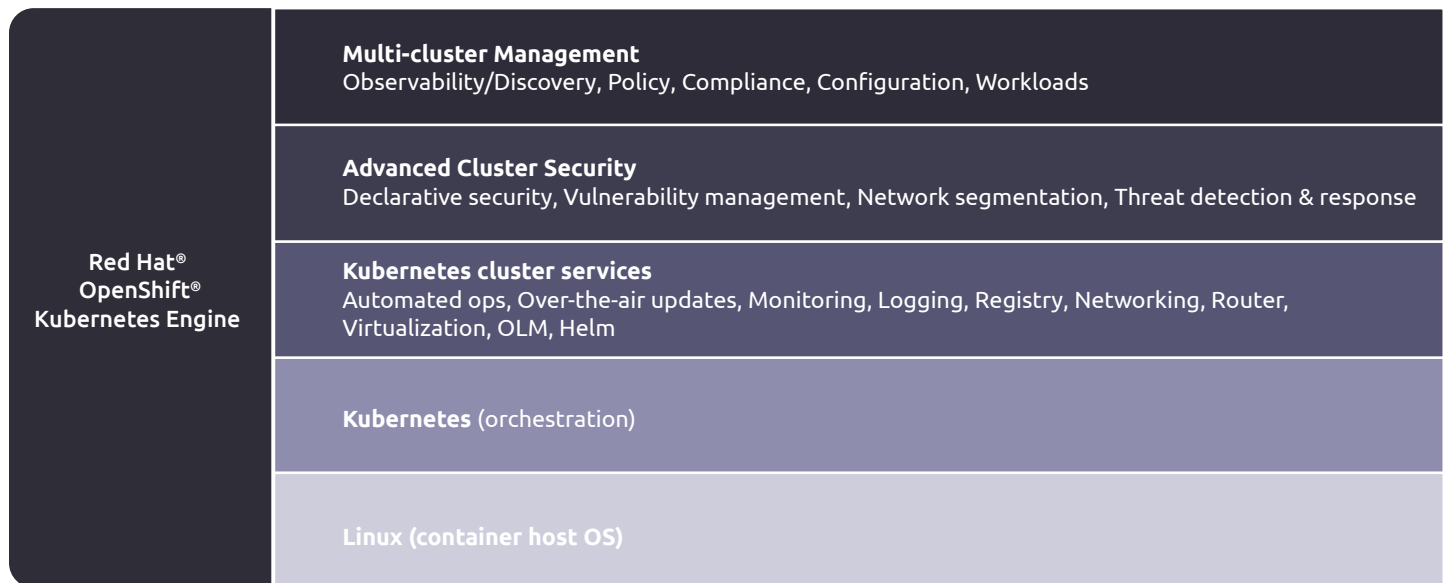 Red Hat®
OpenShift®
Kubernetes Engine
Multi-cluster Management
Observability/Discovery, Policy, Compliance, Configuration, Workloads
Advanced Cluster Security
Declarative security, Vulnerability management, Network segmentation, Threat detection & response
Kubernetes cluster services
Automated ops, Over-the-air updates, Monitoring, Logging, Registry, Networking, Router,
Virtualization, OLM, Helm
Kubernetes (orchestration)
Linux (container host OS)